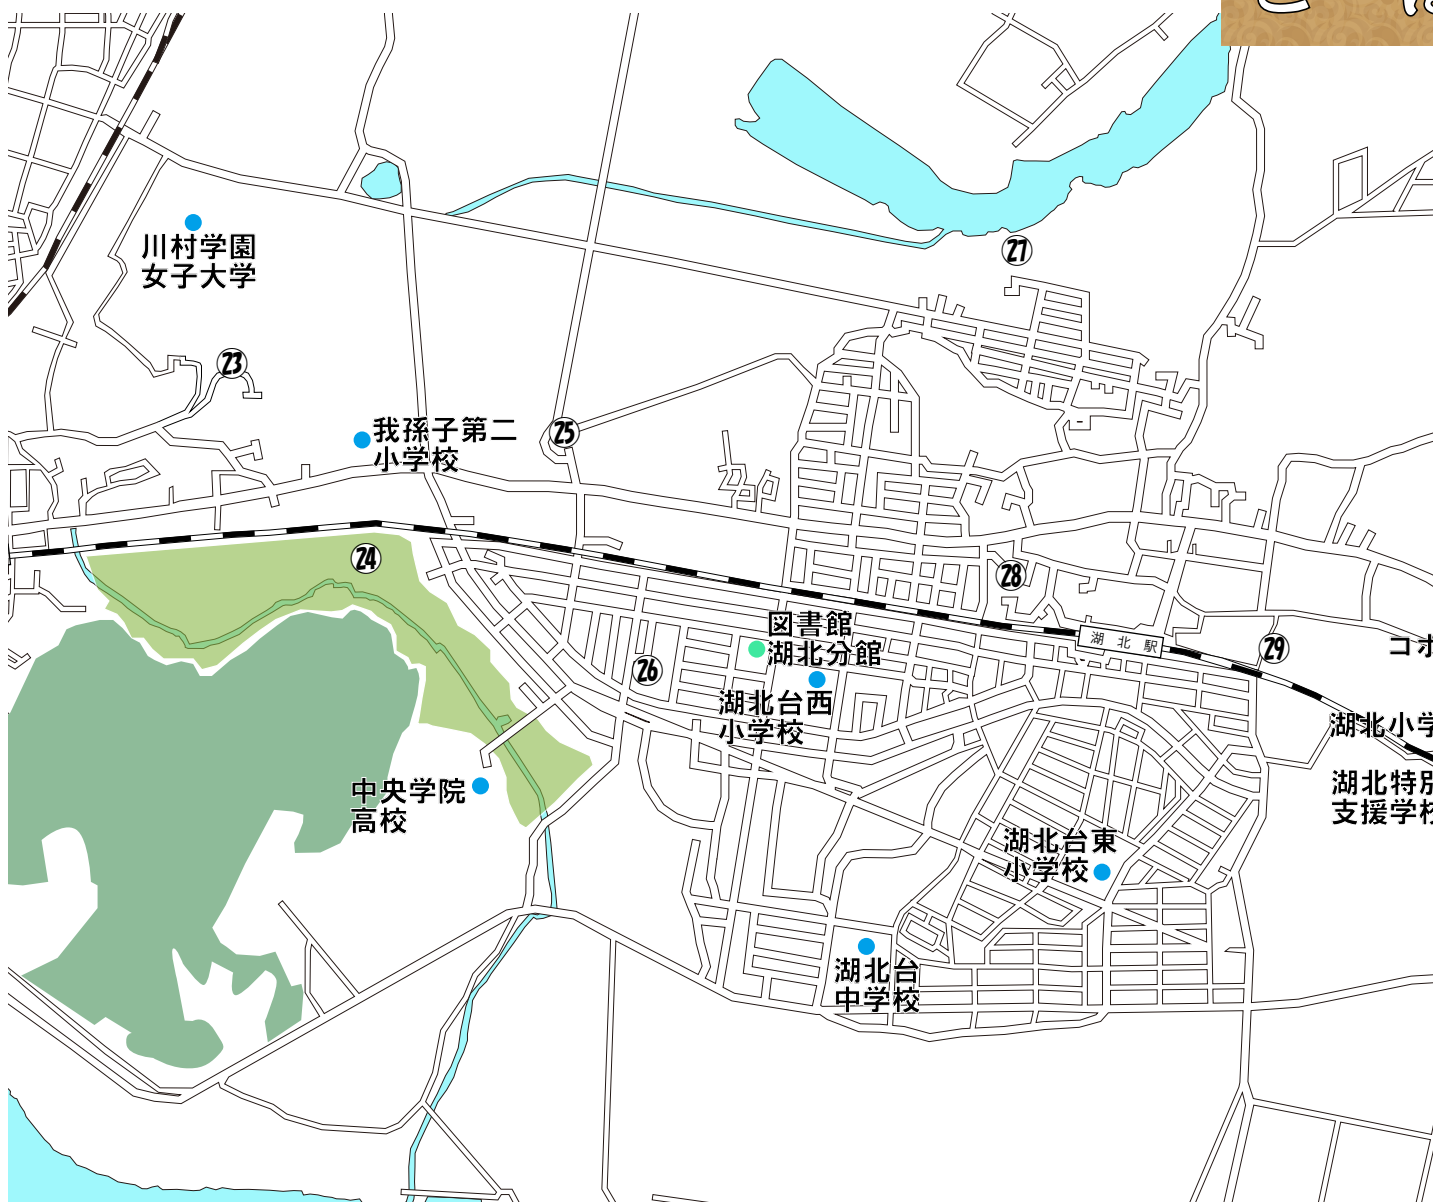 27
川村学園
女子大学
23
我孫子第二
小学校
25
24
28
図書館
湖北分館
湖北駅
29
26
湖北台西
小学校
湖北小学
中央学院
高校
湖北特別
支援学校
湖北台東
小学校
湖北台
中学校